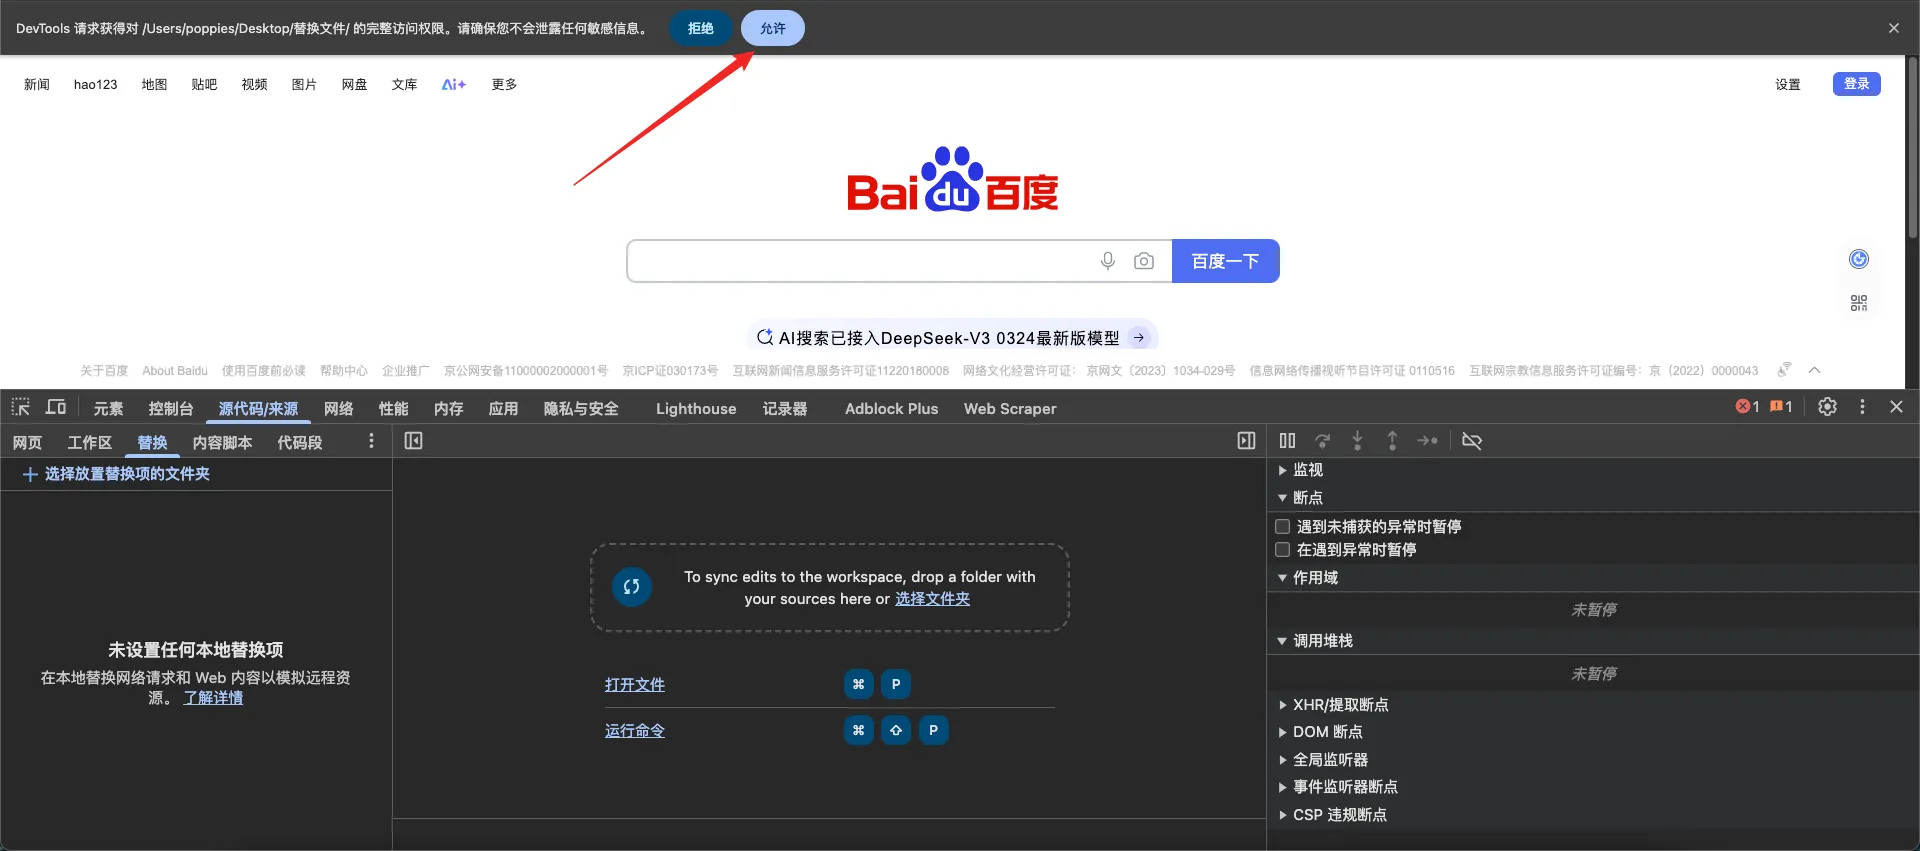 DevTools 请求获得对 /Users/poppies/Desktop/替换文件/ 的完整访问权限。请确保您不会泄露任何敏感信息。 拒绝 允许
新闻 hao123 地图 贴吧 视频 图片 网盘 文库 Ai+ 更多 设置 登录
Bai du 百度
百度一下
AI搜索已接入DeepSeek-V3 0324最新版模型
关于百度 About Baidu 使用百度前必读 帮助中心 企业推广 京公网安备11000002000001号 京ICP证030173号 互联网新闻信息服务许可证11220180008 网络文化经营许可证： 京网文〔2023〕1034-029号 信息网络传播视听节目许可证 0110516 互联网宗教信息服务许可证编号：京（2022）0000043
元素 控制台 源代码/来源 网络 性能 内存 应用 隐私与安全 Lighthouse 记录器 Adblock Plus Web Scraper 1 1
网页 工作区 替换 内容脚本 代码段
选择放置替换项的文件夹
未设置任何本地替换项
在本地替换网络请求和 Web 内容以模拟远程资
源。 了解详情
To sync edits to the workspace, drop a folder with
your sources here or 选择文件夹
打开文件 ⌘ P
运行命令 ⌘ ⇧ P
监视
断点
遇到未捕获的异常时暂停
在遇到异常时暂停
作用域
未暂停
调用堆栈
未暂停
XHR/提取断点
DOM 断点
全局监听器
事件监听器断点
CSP 违规断点